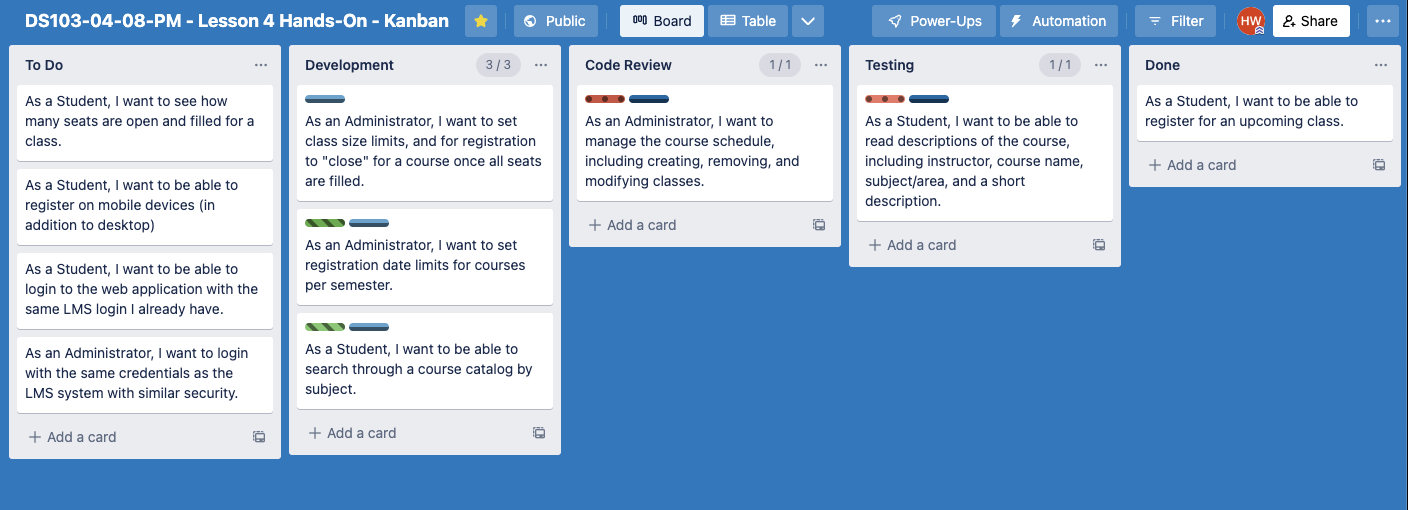 DS103-04-08-PM - Lesson 4 Hands-On - Kanban
Public
Board
Table
Power-Ups
Automation
Filter
HW
Share
To Do
As a Student, I want to see how
many seats are open and filled for a
class.
As a Student, I want to be able to
register on mobile devices (in
addition to desktop)
As a Student, I want to be able to
login to the web application with the
same LMS login I already have.
As an Administrator, I want to login
with the same credentials as the
LMS system with similar security.
+ Add a card
Development
3 / 3
As an Administrator, I want to set
class size limits, and for registration
to "close" for a course once all seats
are filled.
As an Administrator, I want to set
registration date limits for courses
per semester.
As a Student, I want to be able to
search through a course catalog by
subject.
+ Add a card
Code Review
1 / 1
As an Administrator, I want to
manage the course schedule,
including creating, removing, and
modifying classes.
+ Add a card
Testing
1 / 1
As a Student, I want to be able to
read descriptions of the course,
including instructor, course name,
subject/area, and a short
description.
+ Add a card
Done
As a Student, I want to be able to
register for an upcoming class.
+ Add a card